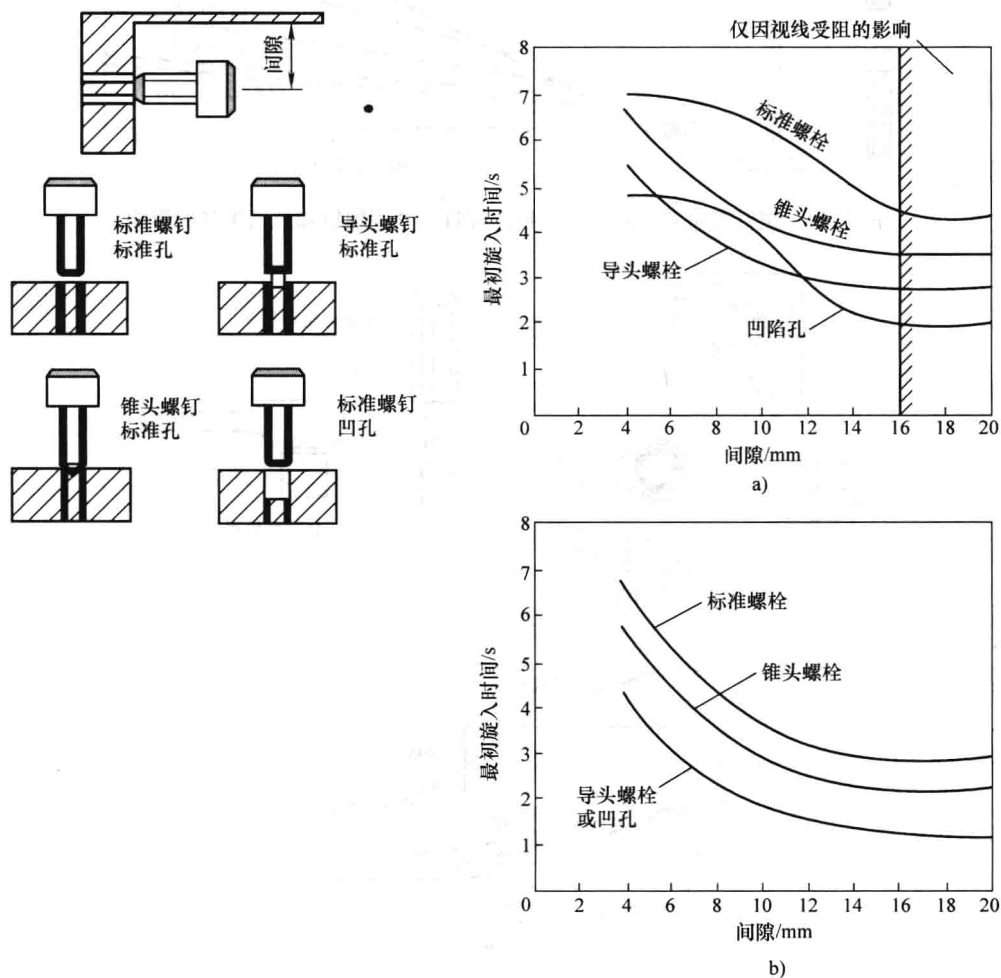 间隙
标准螺钉
标准孔
导头螺钉
标准孔
锥头螺钉
标准孔
标准螺钉
凹孔
仅因视线受阻的影响
最初旋入时间/s
8
7
6
5
4
3
2
1
标准螺栓
锥头螺栓
导头螺栓
凹陷孔
0 2 4 6 8 10 12 14 16 18 20
间隙/mm
a)
最初旋入时间/s
8
7
6
5
4
3
2
1
标准螺栓
锥头螺栓
导头螺栓
或凹孔
0 2 4 6 8 10 12 14 16 18 20
间隙/mm
b)